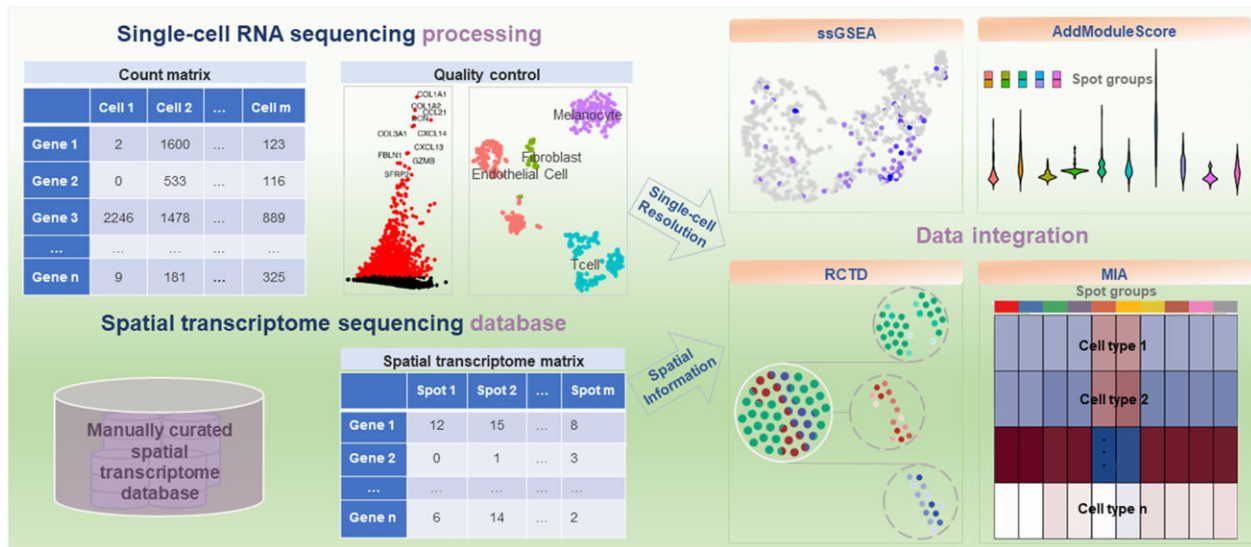 Single-cell RNA sequencing processing
Count matrix
Cell 1 Cell 2 ... Cell m
Gene 1 2 1600 ... 123
Gene 2 0 533 ... 116
Gene 3 2246 1478 ... 889
... ... ... ... ...
Gene n 9 181 ... 325
Quality control
COL1A1
COL1A2
CCL21
DCN
COL3A1 CXCL14
CXCL13
FBLN1 GZMB
SFRP2
Melanocyte
Fibroblast
Endothelial Cell
Tcell
Single-cell
Resolution
ssGSEA
AddModuleScore
Spot groups
Data integration
Spatial transcriptome sequencing database
Manually curated
spatial
transcriptome
database
Spatial transcriptome matrix
Spot 1 Spot 2 ... Spot m
Gene 1 12 15 ... 8
Gene 2 0 1 ... 3
... ... ... ... ...
Gene n 6 14 ... 2
Spatial
Information
RCTD
MIA
Spot groups
Cell type 1
Cell type 2
Cell type n